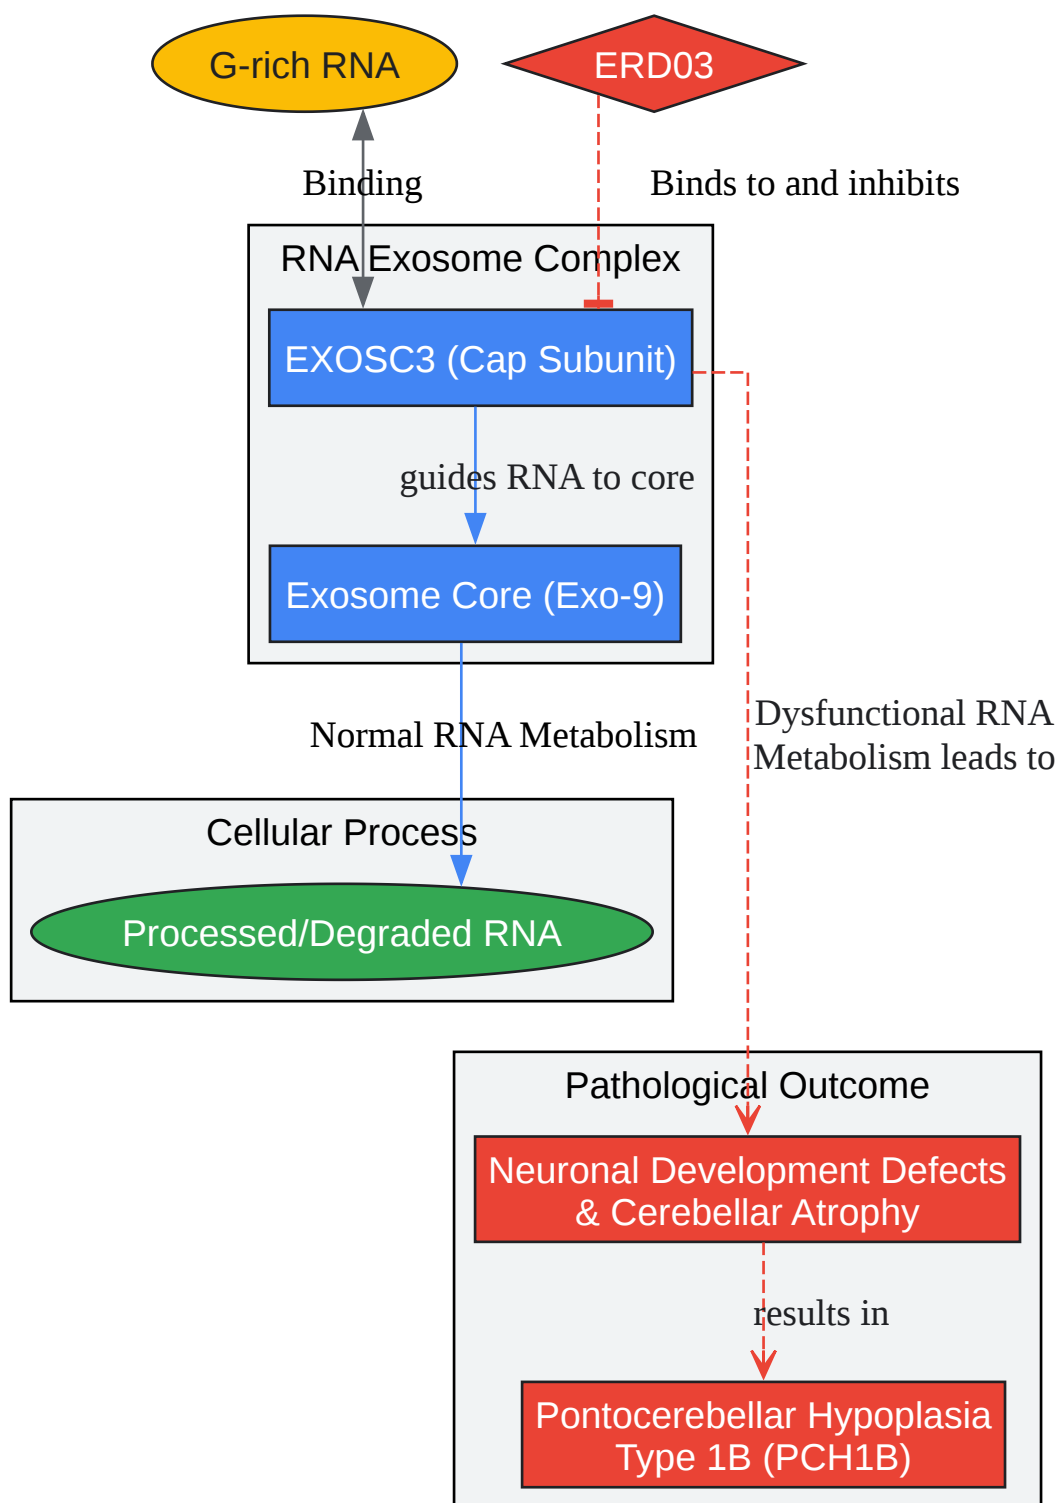 G-rich RNA
ERD03
Binding
Binds to and inhibits
RNA Exosome Complex
EXOSC3 (Cap Subunit)
guides RNA to core
Exosome Core (Exo-9)
Normal RNA Metabolism
Dysfunctional RNA
Metabolism leads to
Cellular Process
Processed/Degraded RNA
Pathological Outcome
Neuronal Development Defects
& Cerebellar Atrophy
results in
Pontocerebellar Hypoplasia
Type 1B (PCH1B)